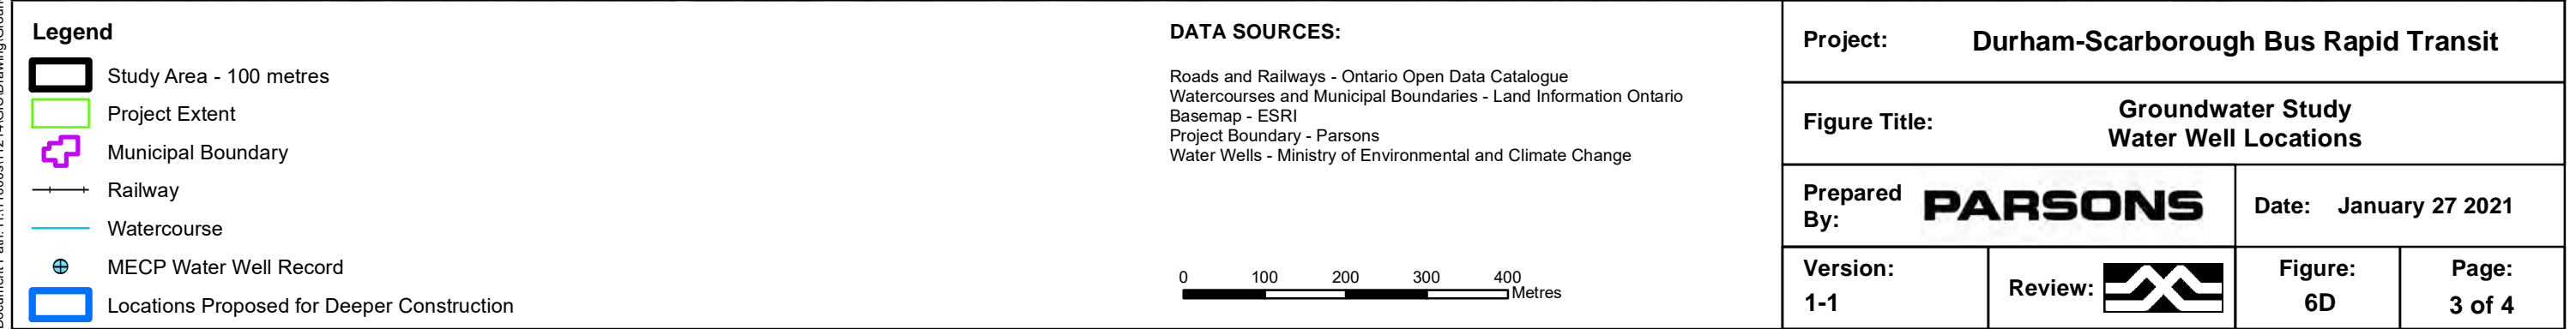 Legend
Study Area - 100 metres
Project Extent
Municipal Boundary
Railway
Watercourse
MECP Water Well Record
Locations Proposed for Deeper Construction
DATA SOURCES:
Roads and Railways - Ontario Open Data Catalogue
Watercourses and Municipal Boundaries - Land Information Ontario
Basemap - ESRI
Project Boundary - Parsons
Water Wells - Ministry of Environmental and Climate Change
0 100 200 300 400
Metres
Project: Durham-Scarborough Bus Rapid Transit
Figure Title: Groundwater Study
Water Well Locations
Prepared
By:
PARSONS
Date: January 27 2021
Version:
1-1
Review:
Figure:
6D
Page:
3 of 4